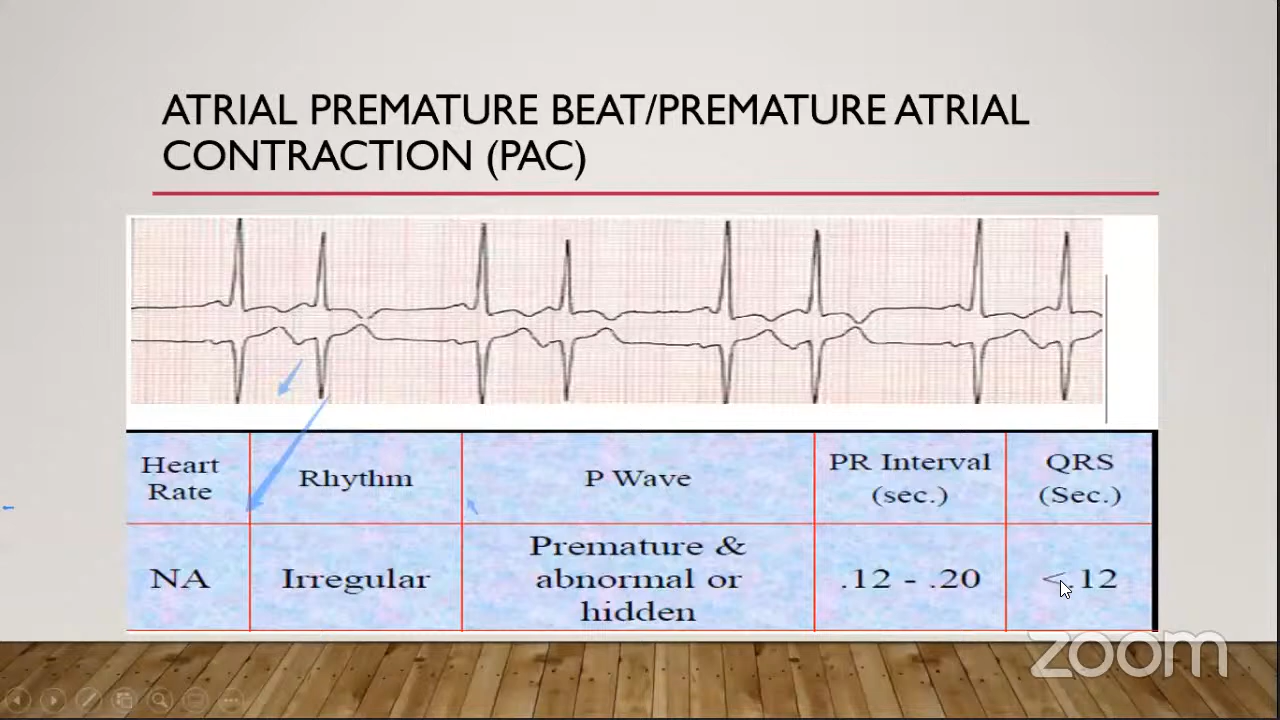 ATRIAL PREMATURE BEAT/PREMATURE ATRIAL
CONTRACTION (PAC)
Heart
Rate
Rhythm
P Wave
PR Interval
(sec.)
QRS
(Sec.)
NA
Irregular
Premature &
abnormal or
hidden
.12 - .20
<.12
zoom